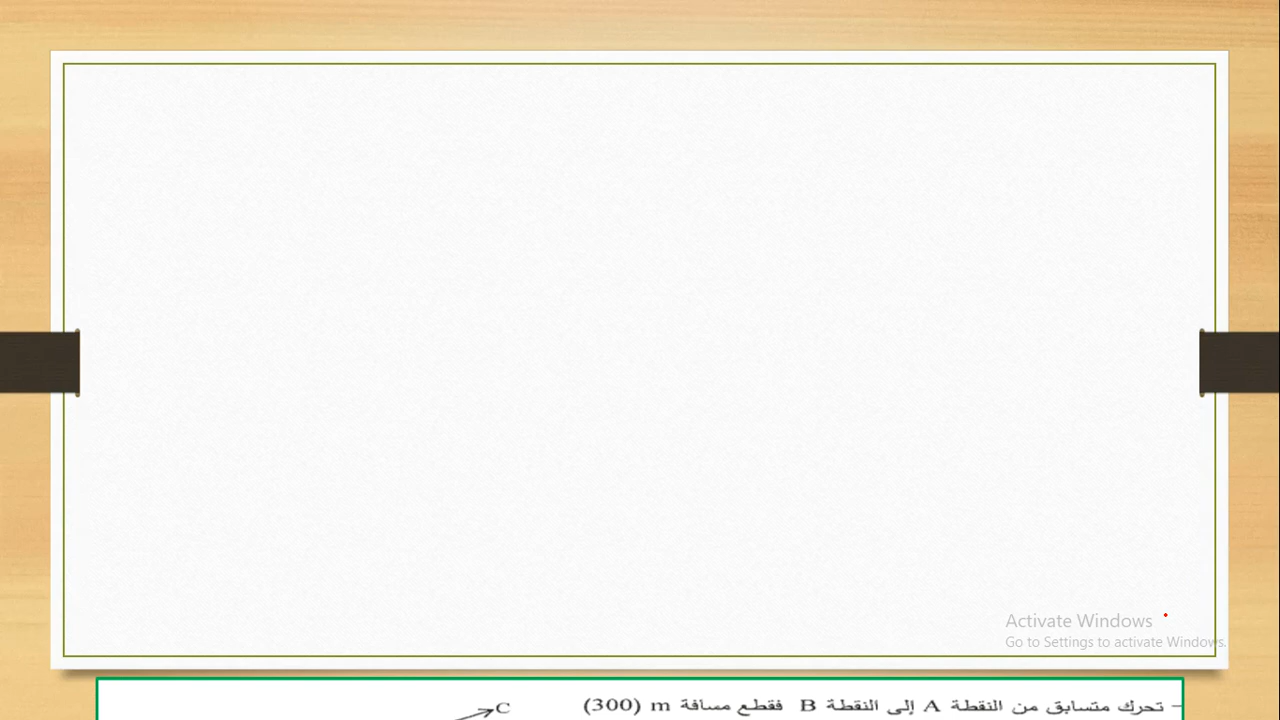 Activate Windows
Go to Settings to activate Windows.
- تحرك متسابق من النقطة A إلى النقطة B فقطع مسافة m (300)
C